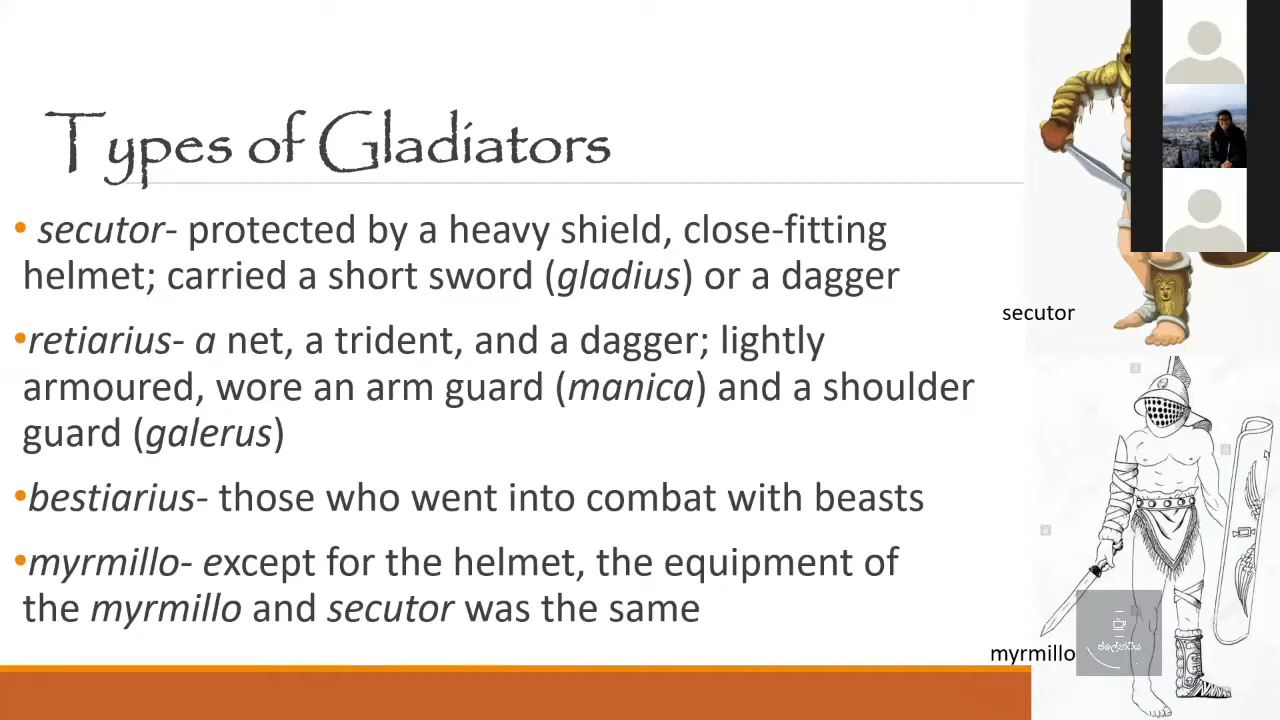 Types of Gladiators
• secutor- protected by a heavy shield, close-fitting
helmet; carried a short sword (gladius) or a dagger
•retiarius- a net, a trident, and a dagger; lightly
armoured, wore an arm guard (manica) and a shoulder
guard (galerus)
•bestiarius- those who went into combat with beasts
•myrmillo- except for the helmet, the equipment of
the myrmillo and secutor was the same
secutor
myrmillo